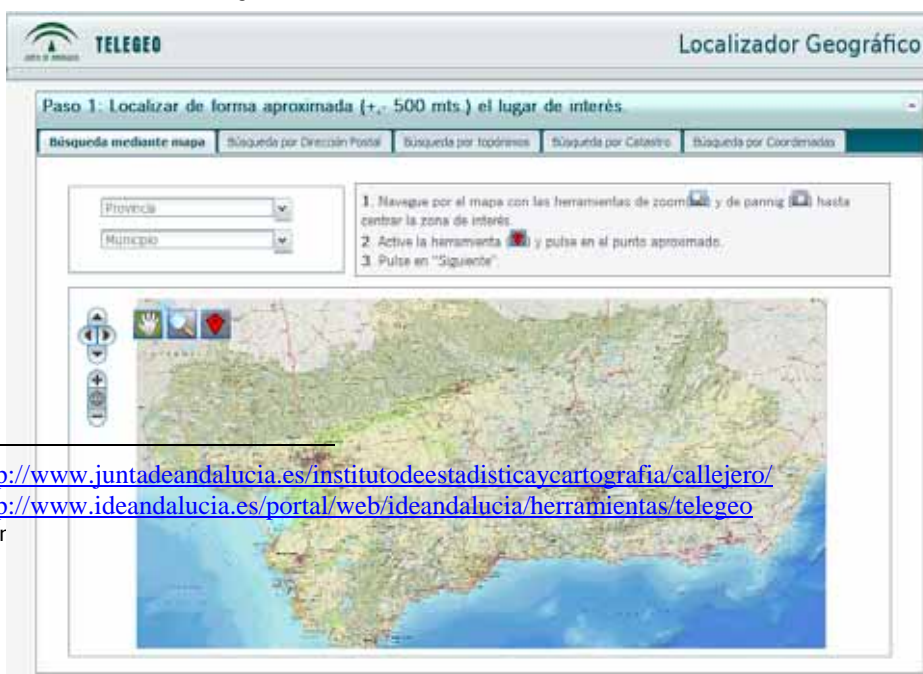 TELEGEO
Localizador Geográfico
Paso 1: Localizar de forma aproximada (+,- 500 mts.) el lugar de interés.
Búsqueda mediante mapa Búsqueda por Dirección Postal Búsqueda por topónimos Búsqueda por Catastro Búsqueda por Coordenadas
Provincia
Municipio
1. Navegue por el mapa con las herramientas de zoom( ) y de pannig ( ) hasta
centrar la zona de interés.
2. Active la herramienta ( ) y pulse en el punto aproximado.
3. Pulse en "Siguiente".
p://www.juntadeandalucia.es/institutodeestadisticaycartografia/callejero/
p://www.ideandalucia.es/portal/web/ideandalucia/herramientas/telegeo
r